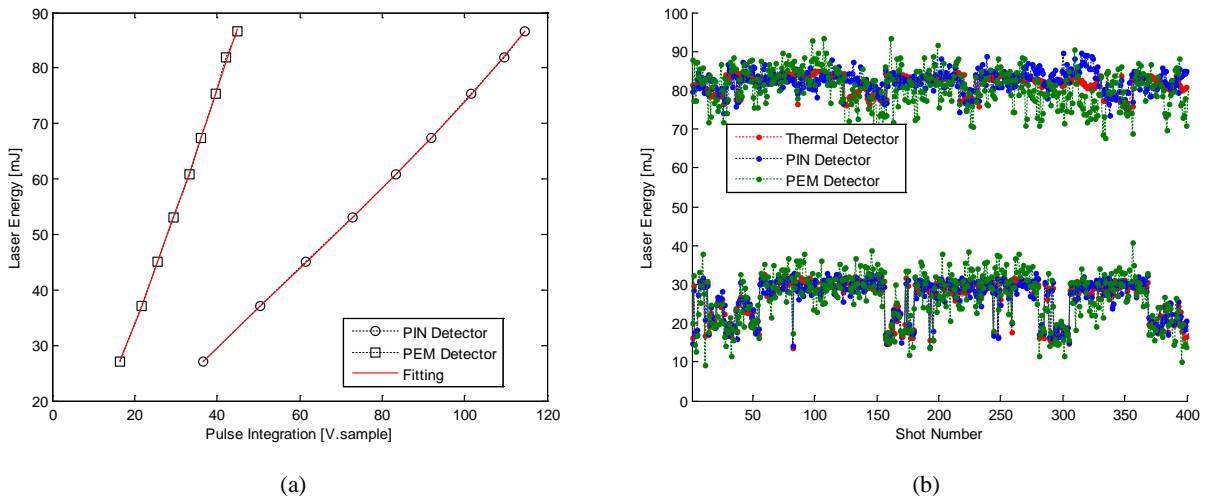 90
80
70
60
50
40
30
20
Laser Energy [mJ]
0 20 40 60 80 100 120
Pulse Integration [V.sample]
PIN Detector
PEM Detector
Fitting
(a)
100
90
80
70
60
50
40
30
20
10
0
Laser Energy [mJ]
50 100 150 200 250 300 350 400
Shot Number
Thermal Detector
PIN Detector
PEM Detector
(b)